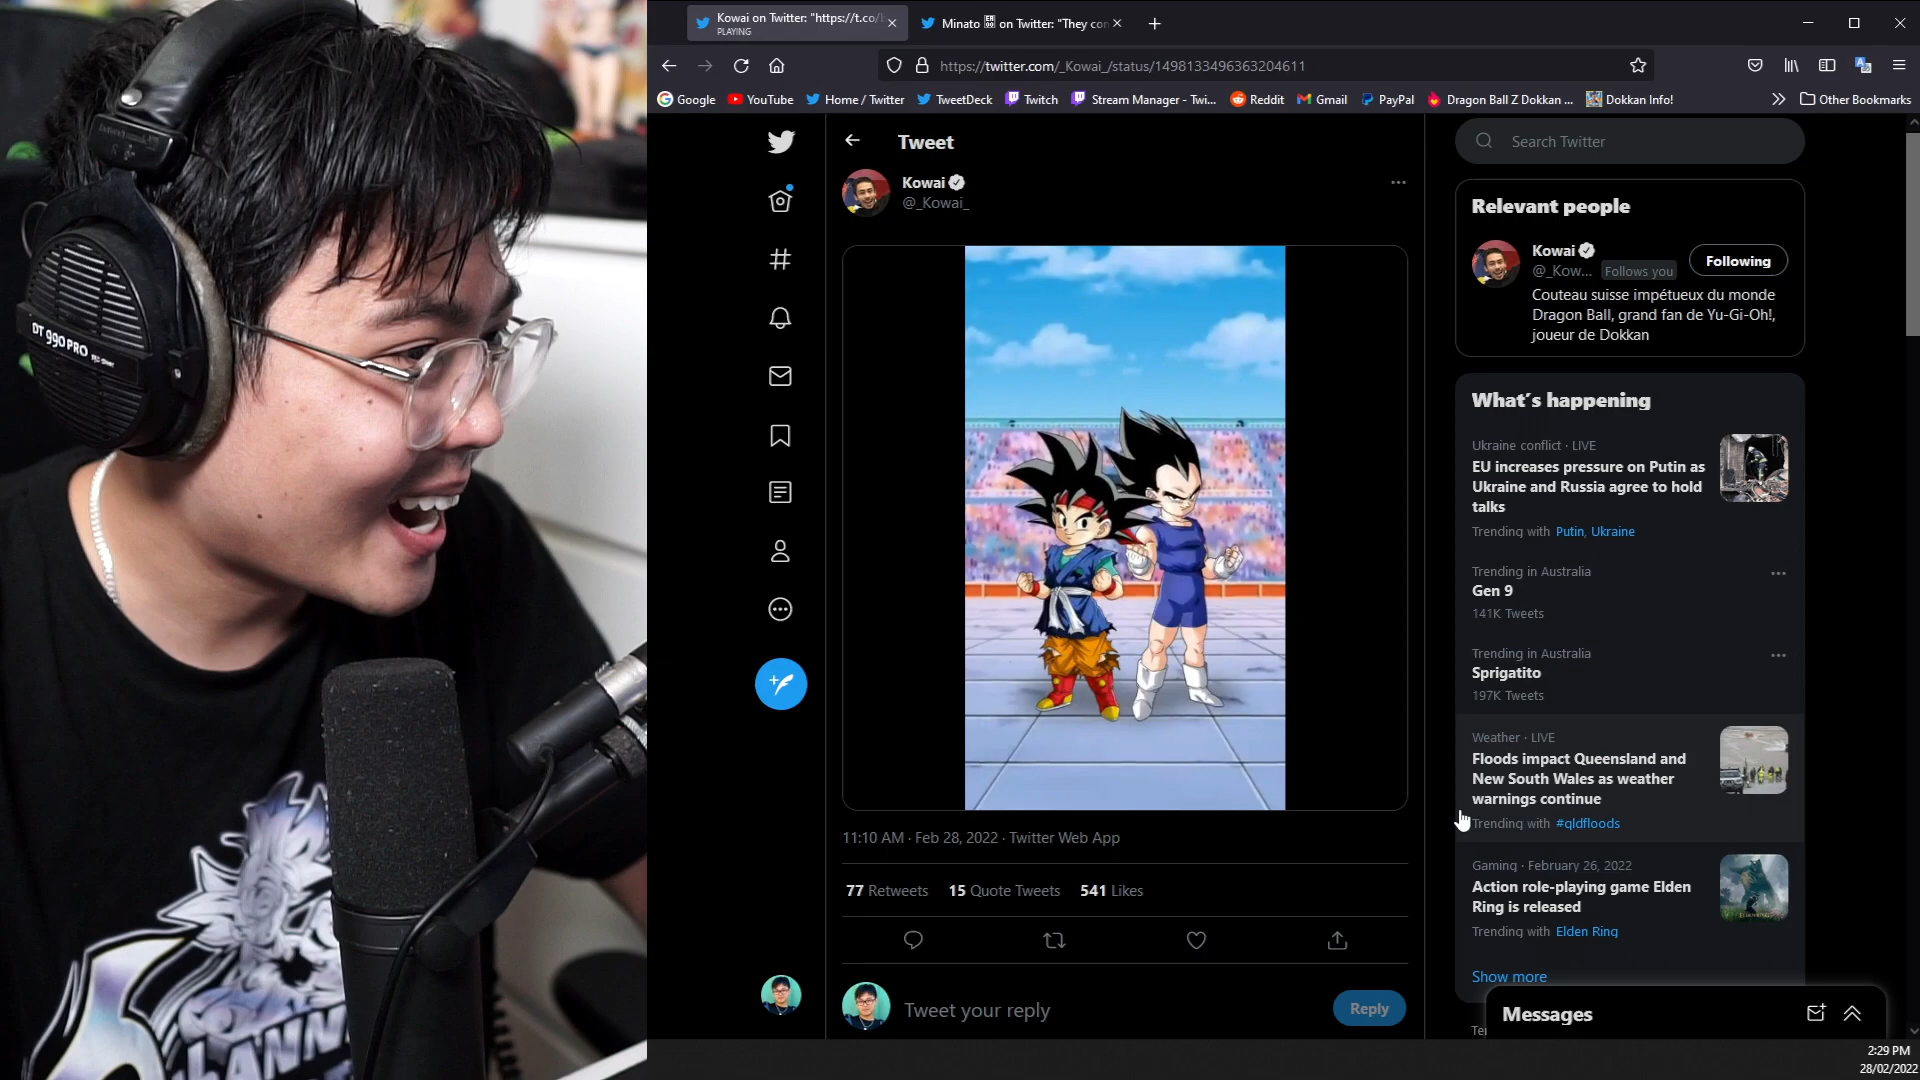 Kowai on Twitter: "https://t.co/
PLAYING
Minato on Twitter: "They con
https://twitter.com/_Kowai_/status/1498133496363204611
Google
YouTube
Home / Twitter
TweetDeck
Twitch
Stream Manager - Twi...
Reddit
Gmail
PayPal
Dragon Ball Z Dokkan ...
Dokkan Info!
Other Bookmarks
Tweet
Kowai
@_Kowai_
11:10 AM · Feb 28, 2022 · Twitter Web App
77 Retweets 15 Quote Tweets 541 Likes
Tweet your reply
Reply
Search Twitter
Relevant people
Kowai
@_Kow... Follows you
Following
Couteau suisse impétueux du monde
Dragon Ball, grand fan de Yu-Gi-Oh!,
joueur de Dokkan
What's happening
Ukraine conflict · LIVE
EU increases pressure on Putin as
Ukraine and Russia agree to hold
talks
Trending with Putin, Ukraine
Trending in Australia
Gen 9
141K Tweets
Trending in Australia
Sprigatito
197K Tweets
Weather · LIVE
Floods impact Queensland and
New South Wales as weather
warnings continue
Trending with #qldfloods
Gaming · February 26, 2022
Action role-playing game Elden
Ring is released
Trending with Elden Ring
Show more
Messages
2:29 PM
28/02/2022
DT 990 PRO